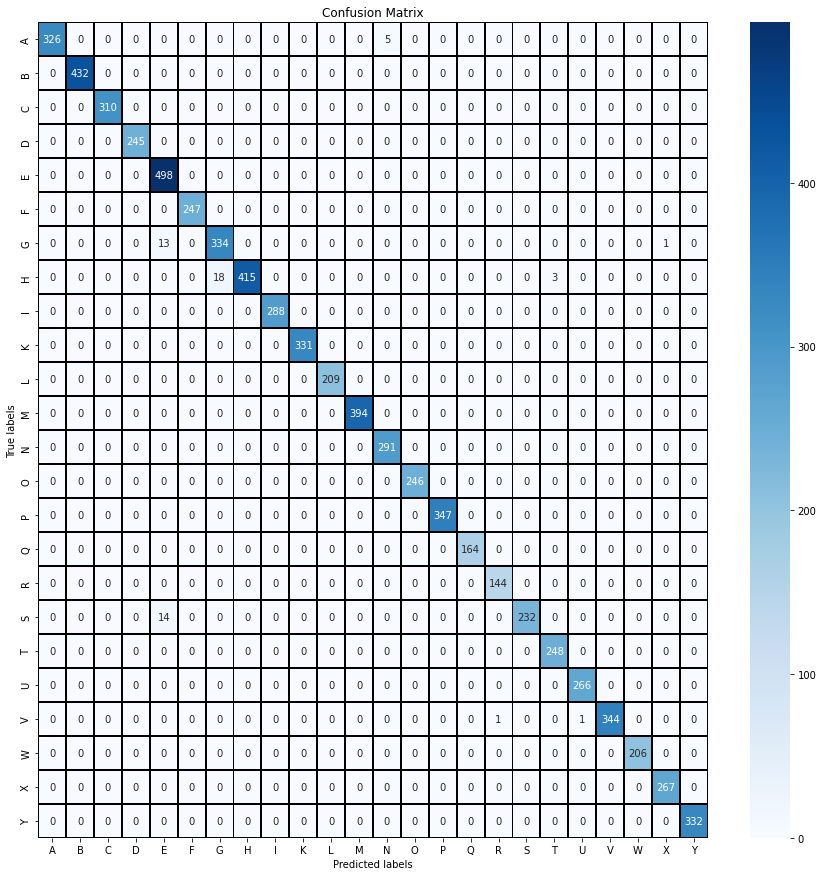 Confusion Matrix
A 326 0 0 0 0 0 0 0 0 0 0 0 5 0 0 0 0 0 0 0 0 0 0 0
B 0 432 0 0 0 0 0 0 0 0 0 0 0 0 0 0 0 0 0 0 0 0 0 0
C 0 0 310 0 0 0 0 0 0 0 0 0 0 0 0 0 0 0 0 0 0 0 0 0
D 0 0 0 245 0 0 0 0 0 0 0 0 0 0 0 0 0 0 0 0 0 0 0 0
E 0 0 0 0 498 0 0 0 0 0 0 0 0 0 0 0 0 0 0 0 0 0 0 0
F 0 0 0 0 0 247 0 0 0 0 0 0 0 0 0 0 0 0 0 0 0 0 0 0
G 0 0 0 0 13 0 334 0 0 0 0 0 0 0 0 0 0 0 0 0 0 0 1 0
H 0 0 0 0 0 0 18 415 0 0 0 0 0 0 0 0 0 0 3 0 0 0 0 0
I 0 0 0 0 0 0 0 0 288 0 0 0 0 0 0 0 0 0 0 0 0 0 0 0
K 0 0 0 0 0 0 0 0 0 331 0 0 0 0 0 0 0 0 0 0 0 0 0 0
L 0 0 0 0 0 0 0 0 0 0 209 0 0 0 0 0 0 0 0 0 0 0 0 0
M 0 0 0 0 0 0 0 0 0 0 0 394 0 0 0 0 0 0 0 0 0 0 0 0
N 0 0 0 0 0 0 0 0 0 0 0 0 291 0 0 0 0 0 0 0 0 0 0 0
O 0 0 0 0 0 0 0 0 0 0 0 0 0 246 0 0 0 0 0 0 0 0 0 0
P 0 0 0 0 0 0 0 0 0 0 0 0 0 0 347 0 0 0 0 0 0 0 0 0
Q 0 0 0 0 0 0 0 0 0 0 0 0 0 0 0 164 0 0 0 0 0 0 0 0
R 0 0 0 0 0 0 0 0 0 0 0 0 0 0 0 0 144 0 0 0 0 0 0 0
S 0 0 0 0 14 0 0 0 0 0 0 0 0 0 0 0 0 232 0 0 0 0 0 0
T 0 0 0 0 0 0 0 0 0 0 0 0 0 0 0 0 0 0 248 0 0 0 0 0
U 0 0 0 0 0 0 0 0 0 0 0 0 0 0 0 0 0 0 0 266 0 0 0 0
V 0 0 0 0 0 0 0 0 0 0 0 0 0 0 0 0 1 0 0 1 344 0 0 0
W 0 0 0 0 0 0 0 0 0 0 0 0 0 0 0 0 0 0 0 0 0 206 0 0
X 0 0 0 0 0 0 0 0 0 0 0 0 0 0 0 0 0 0 0 0 0 0 267 0
Y 0 0 0 0 0 0 0 0 0 0 0 0 0 0 0 0 0 0 0 0 0 0 0 332
A B C D E F G H I K L M N O P Q R S T U V W X Y
Predicted labels
True labels
400
300
200
100
0